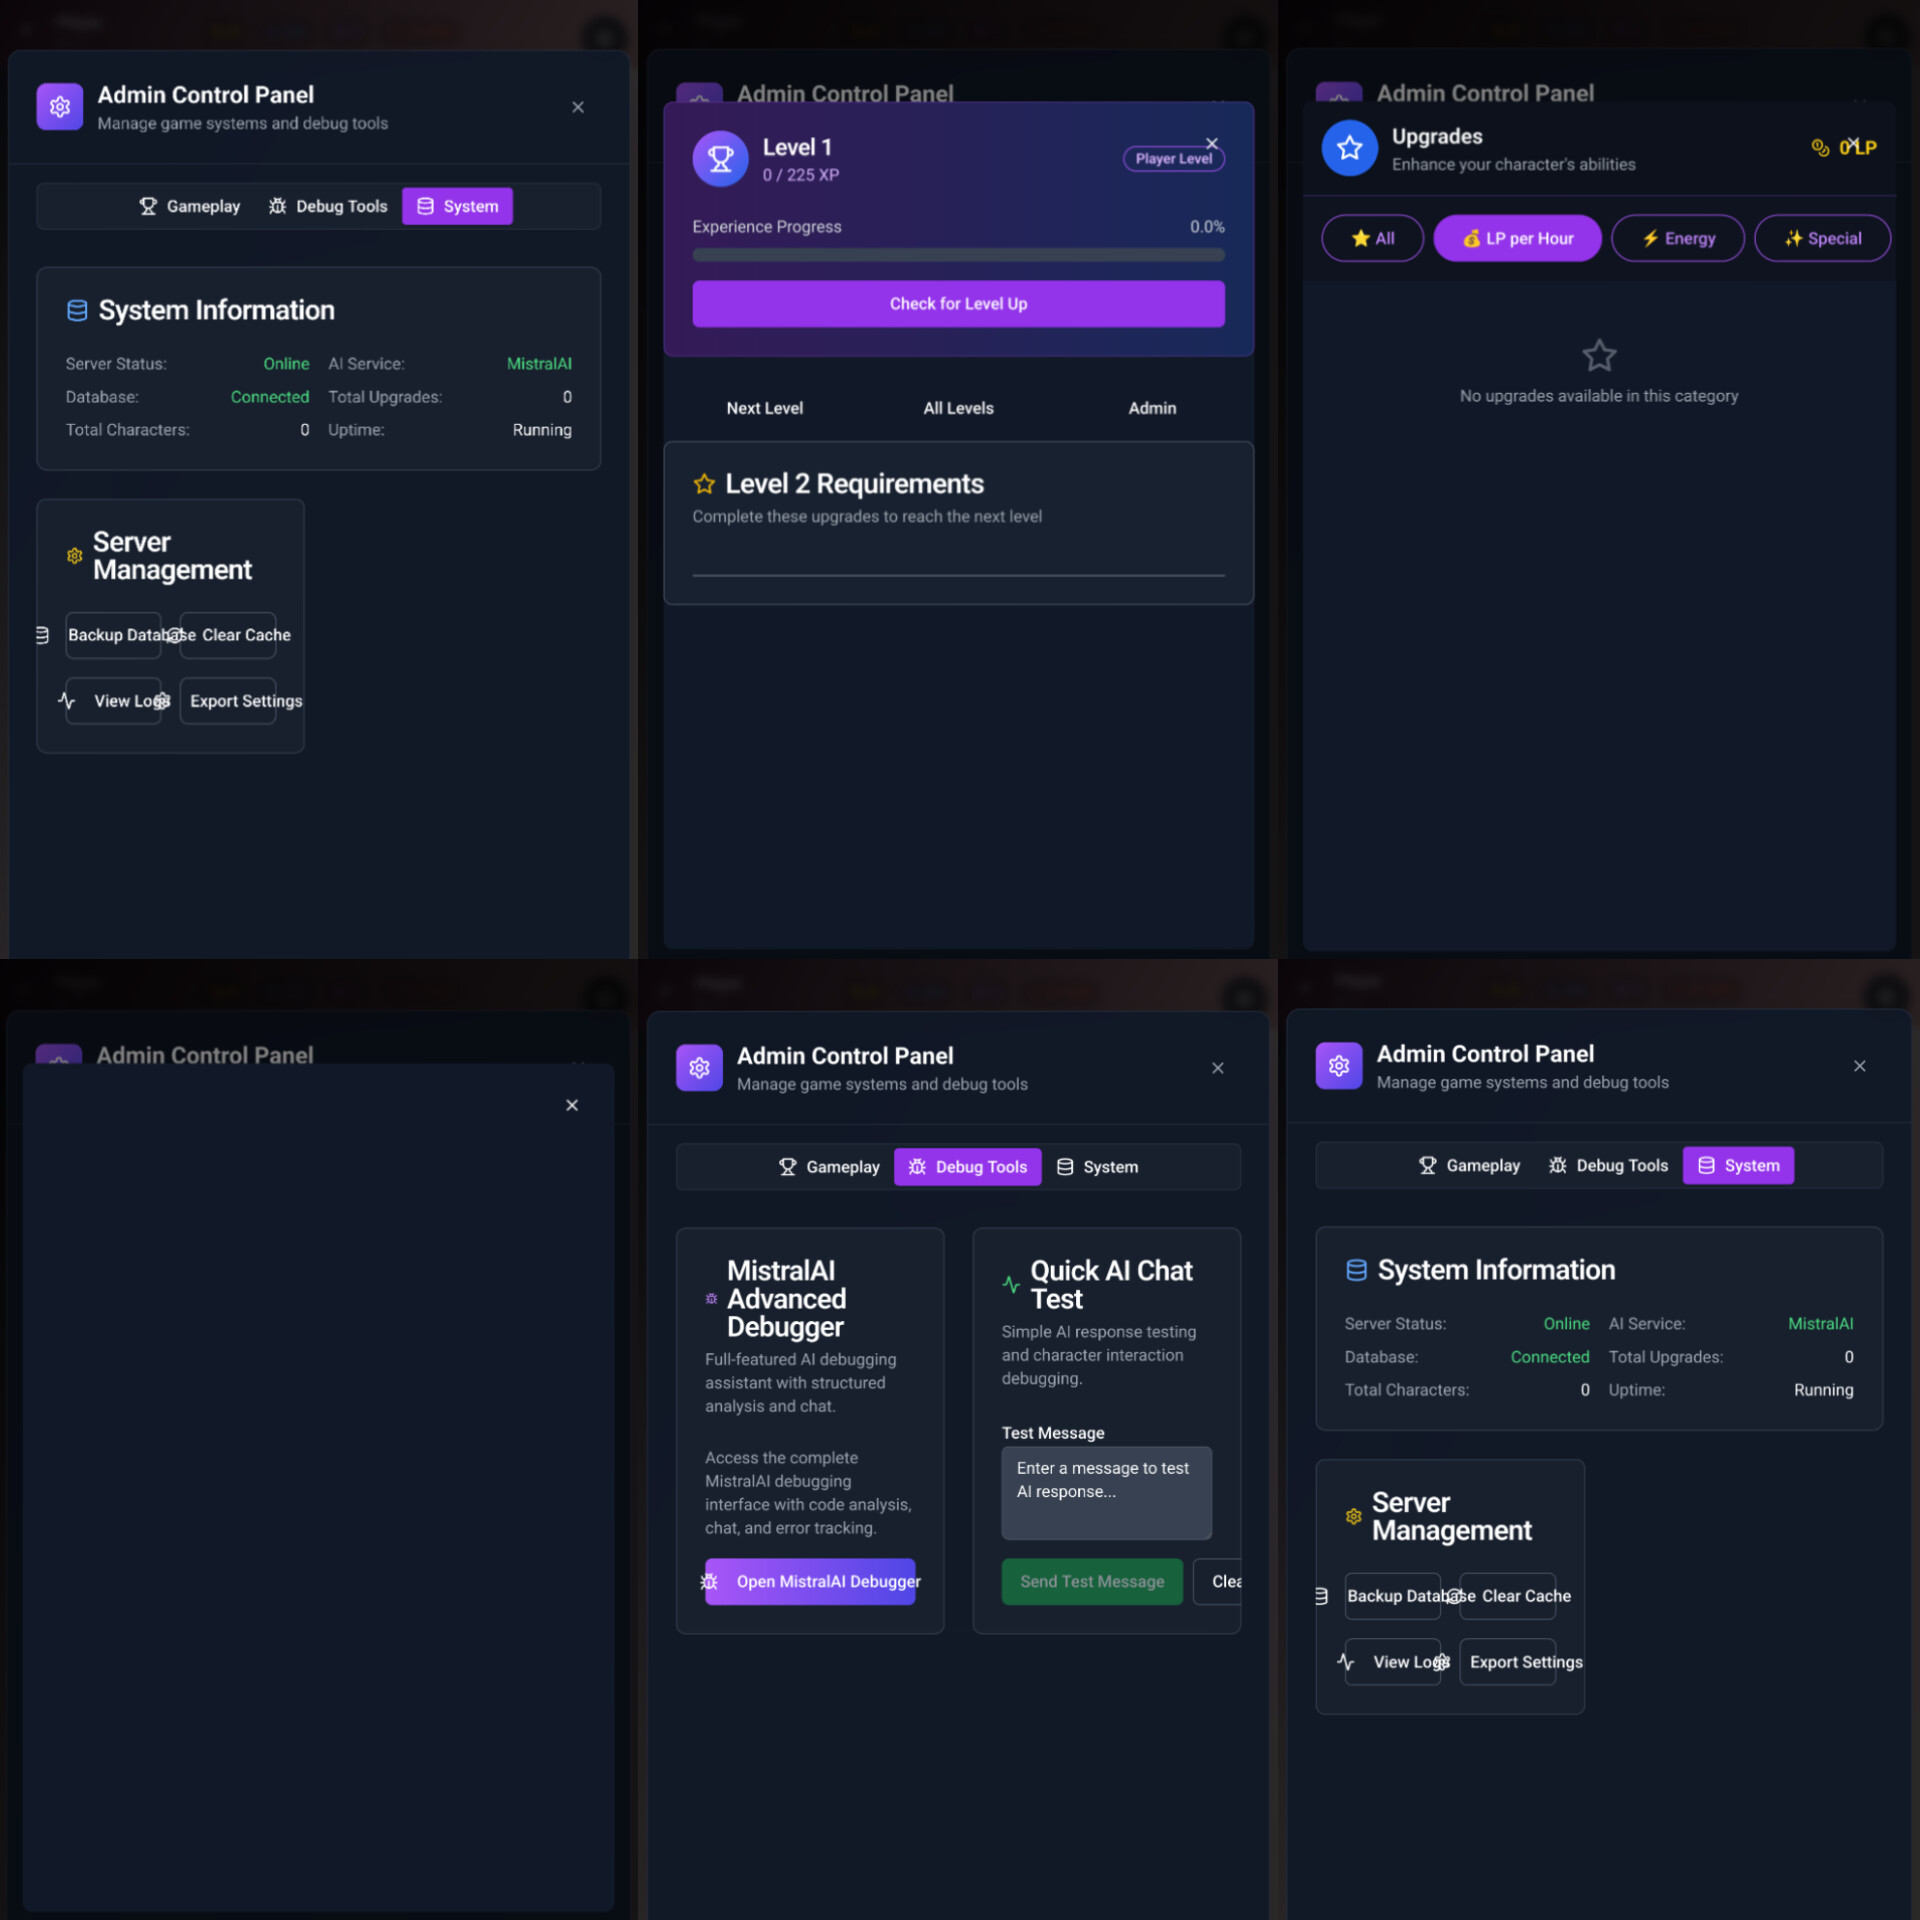 Admin Control Panel
Manage game systems and debug tools
Gameplay Debug Tools System
System Information
Server Status: Online AI Service: MistralAI
Database: Connected Total Upgrades: 0
Total Characters: 0 Uptime: Running
Server
Management
Backup Database Clear Cache
View Logs Export Settings
Player
Admin Control Panel
Level 1
0 / 225 XP
Player Level
Experience Progress 0.0%
Check for Level Up
Next Level All Levels Admin
Level 2 Requirements
Complete these upgrades to reach the next level
Admin Control Panel
Upgrades
Enhance your character's abilities
0 LP
All LP per Hour Energy Special
No upgrades available in this category
Admin Control Panel
Admin Control Panel
Manage game systems and debug tools
Gameplay Debug Tools System
MistralAI
Advanced
Debugger
Full-featured AI debugging
assistant with structured
analysis and chat.
Access the complete
MistralAI debugging
interface with code analysis,
chat, and error tracking.
Open MistralAI Debugger
Quick AI Chat
Test
Simple AI response testing
and character interaction
debugging.
Test Message
Enter a message to test
AI response...
Send Test Message Clea
Admin Control Panel
Manage game systems and debug tools
Gameplay Debug Tools System
System Information
Server Status: Online AI Service: MistralAI
Database: Connected Total Upgrades: 0
Total Characters: 0 Uptime: Running
Server
Management
Backup Database Clear Cache
View Logs Export Settings